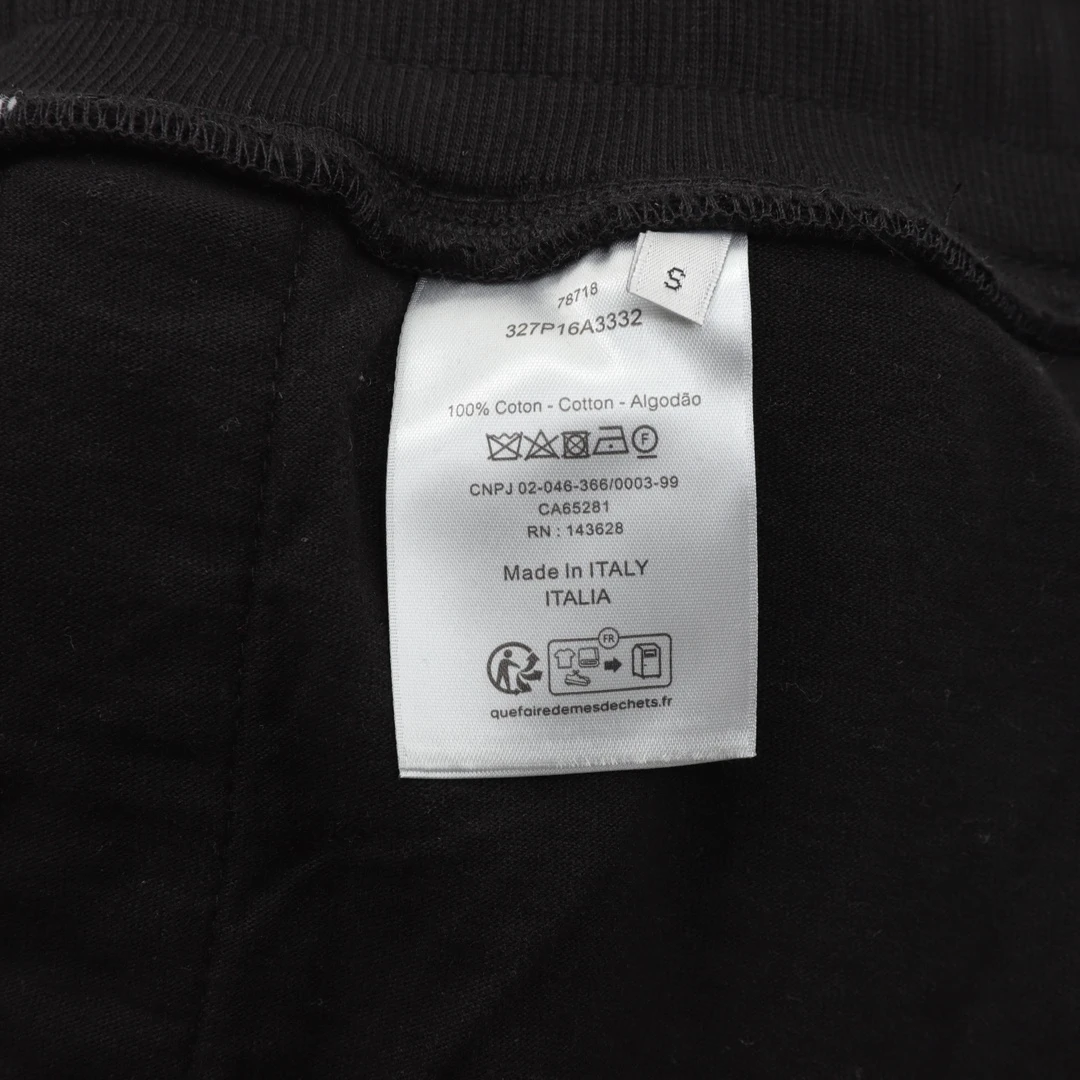 S
78718
327P16A3332
100% Coton - Cotton - Algodão
F
CNPJ 02-046-366/0003-99
CA65281
RN : 143628
Made In ITALY
ITALIA
FR
quefairedemesdechets.fr